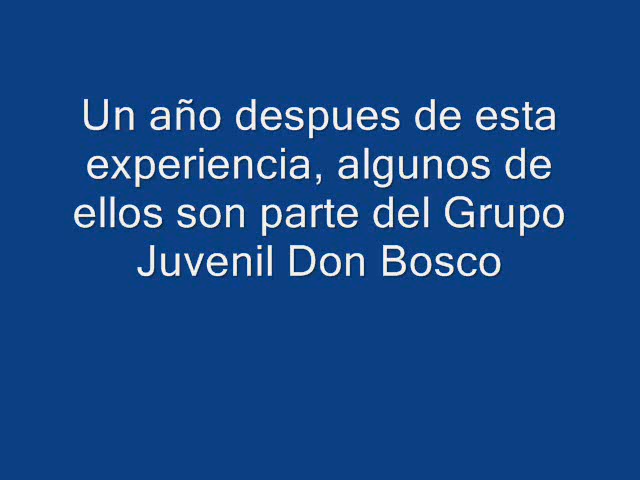 Un año despues de esta
experiencia, algunos de
ellos son parte del Grupo
Juvenil Don Bosco